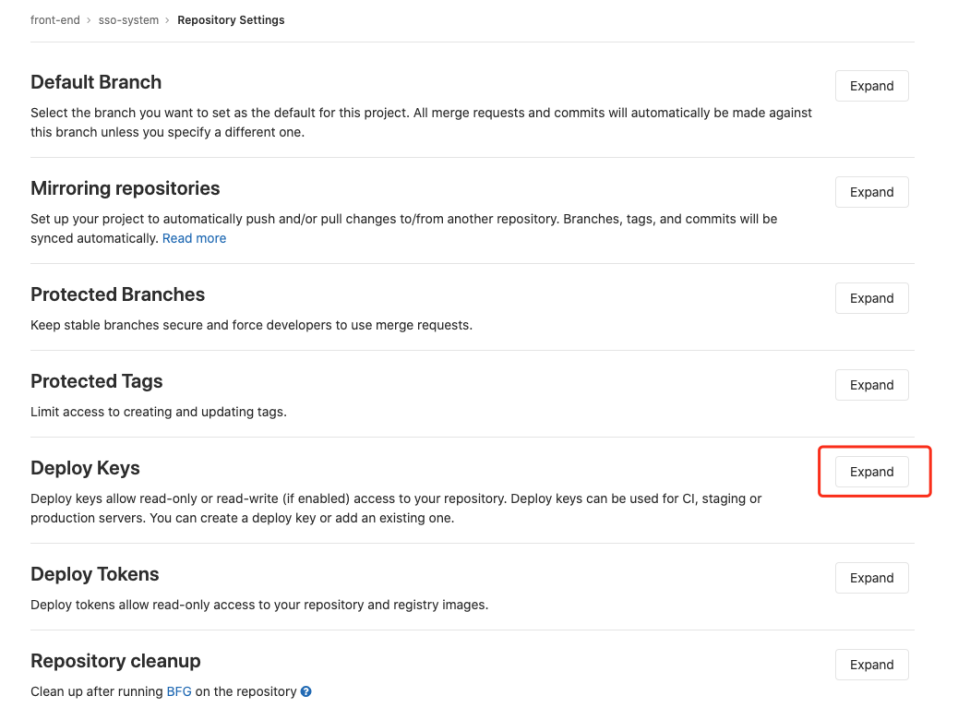 front-end > sso-system > Repository Settings
Default Branch
Expand
Select the branch you want to set as the default for this project. All merge requests and commits will automatically be made against
this branch unless you specify a different one.
Mirroring repositories
Expand
Set up your project to automatically push and/or pull changes to/from another repository. Branches, tags, and commits will be
synced automatically. Read more
Protected Branches
Expand
Keep stable branches secure and force developers to use merge requests.
Protected Tags
Expand
Limit access to creating and updating tags.
Deploy Keys
Expand
Deploy keys allow read-only or read-write (if enabled) access to your repository. Deploy keys can be used for CI, staging or
production servers. You can create a deploy key or add an existing one.
Deploy Tokens
Expand
Deploy tokens allow read-only access to your repository and registry images.
Repository cleanup
Expand
Clean up after running BFG on the repository ?